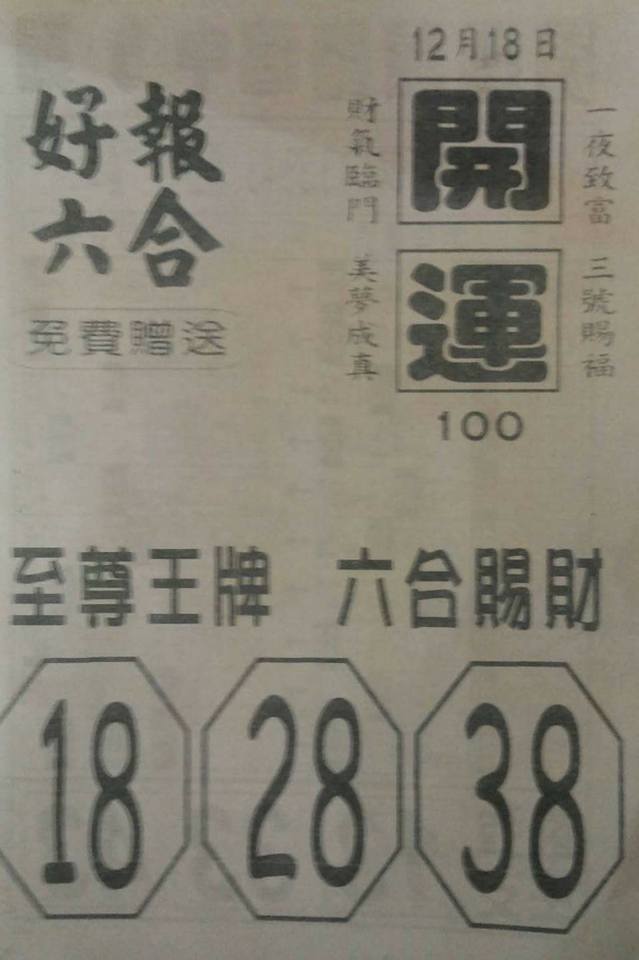 12月18日
好報
六合
免費贈送
一夜致富 三號賜福
開運
財氣臨門 美夢成真
100
至尊王牌 六合賜財
18 28 38